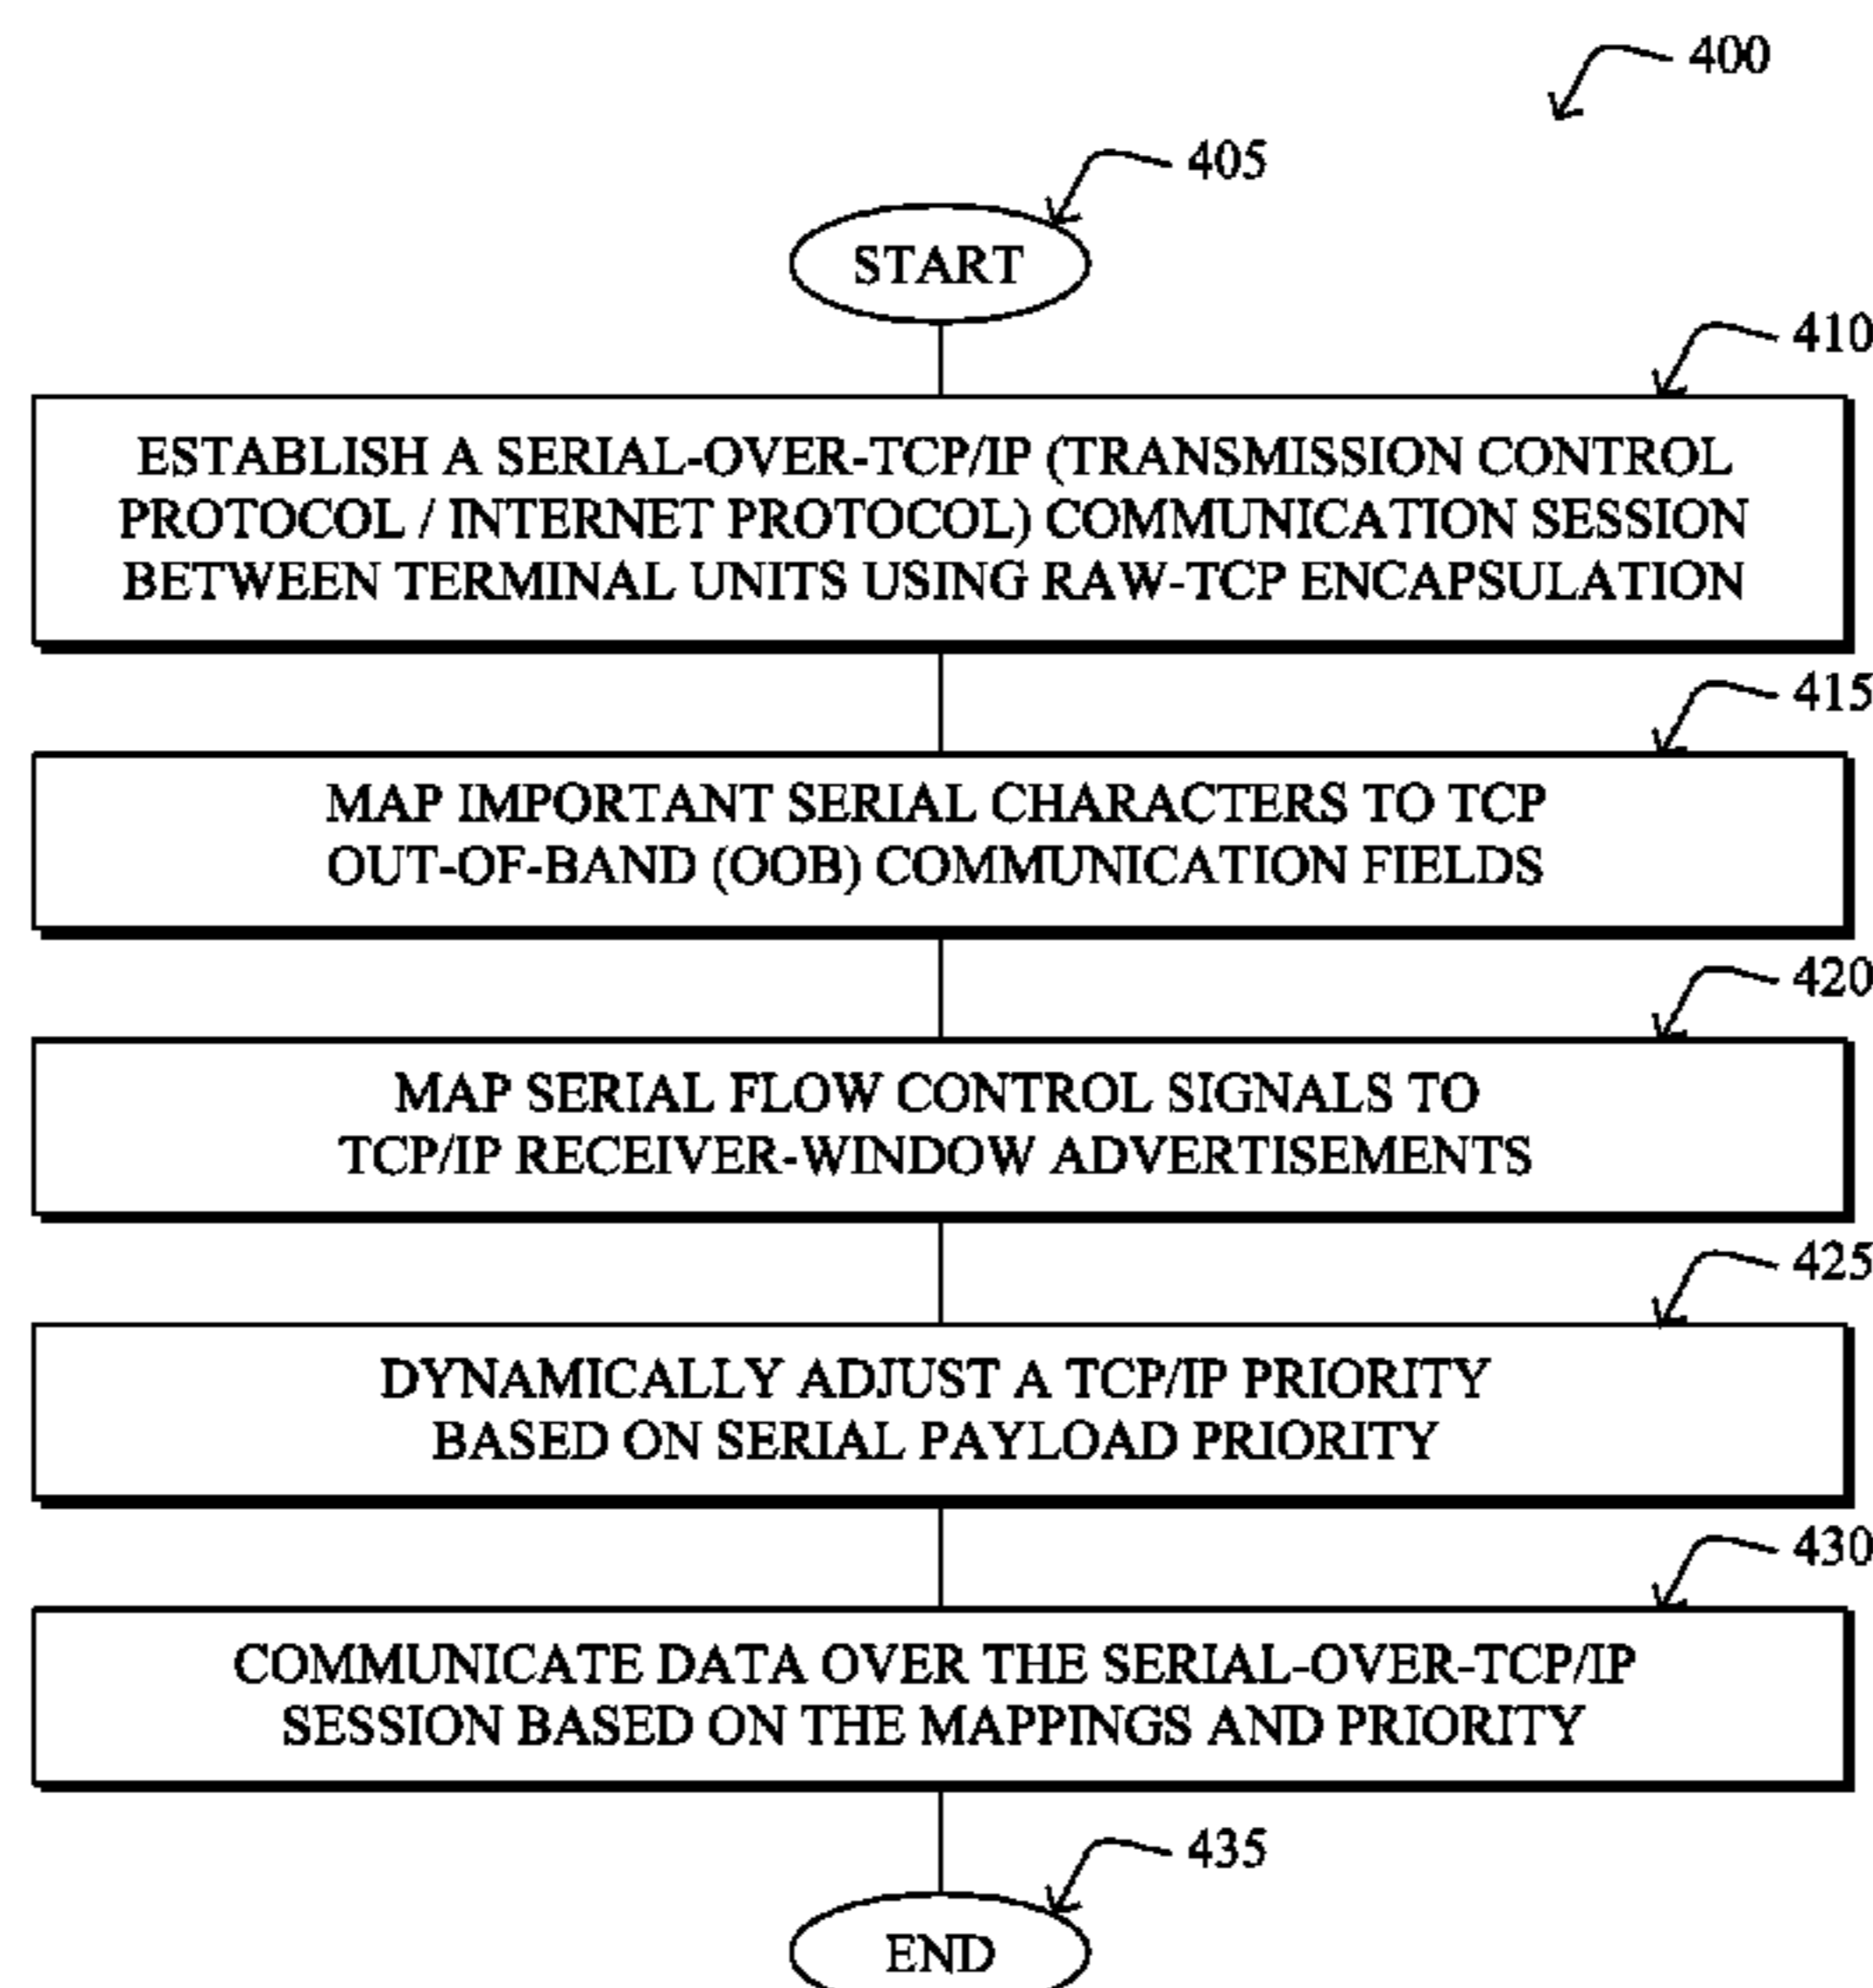 400
405
START
410
ESTABLISH A SERIAL-OVER-TCP/IP (TRANSMISSION CONTROL
PROTOCOL / INTERNET PROTOCOL) COMMUNICATION SESSION
BETWEEN TERMINAL UNITS USING RAW-TCP ENCAPSULATION
415
MAP IMPORTANT SERIAL CHARACTERS TO TCP
OUT-OF-BAND (OOB) COMMUNICATION FIELDS
420
MAP SERIAL FLOW CONTROL SIGNALS TO
TCP/IP RECEIVER-WINDOW ADVERTISEMENTS
425
DYNAMICALLY ADJUST A TCP/IP PRIORITY
BASED ON SERIAL PAYLOAD PRIORITY
430
COMMUNICATE DATA OVER THE SERIAL-OVER-TCP/IP
SESSION BASED ON THE MAPPINGS AND PRIORITY
435
END